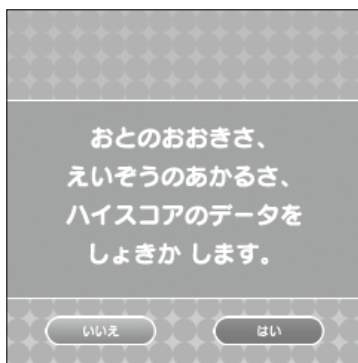 おとのおおきさ、
えいぞうのあかるさ、
ハイスコアのデータを
しょきか します。
いいえ
はい